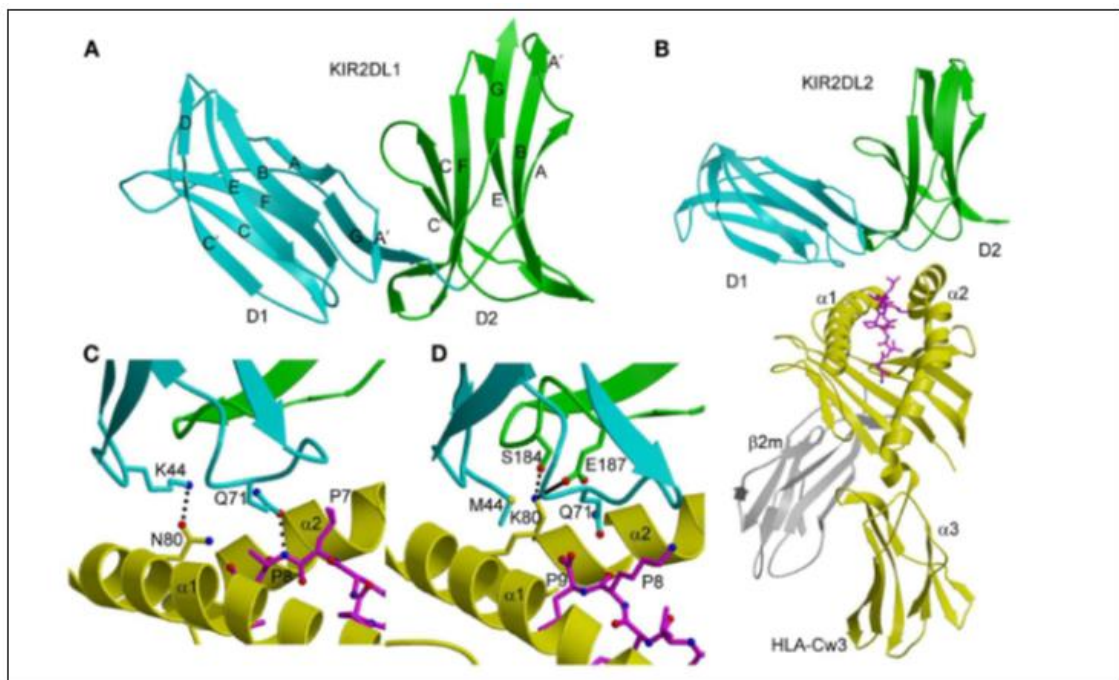 A
KIR2DL1
D
E
B
A
F
C
C'
G
A'
D1
G
A'
C
F
B
A
E
C'
D2
B
KIR2DL2
D1
D2
α1
α2
β2m
α3
HLA-Cw3
C
K44
Q71
P7
N80
α2
P8
α1
D
S184
E187
M44
K80
Q71
α2
P9
P8
α1